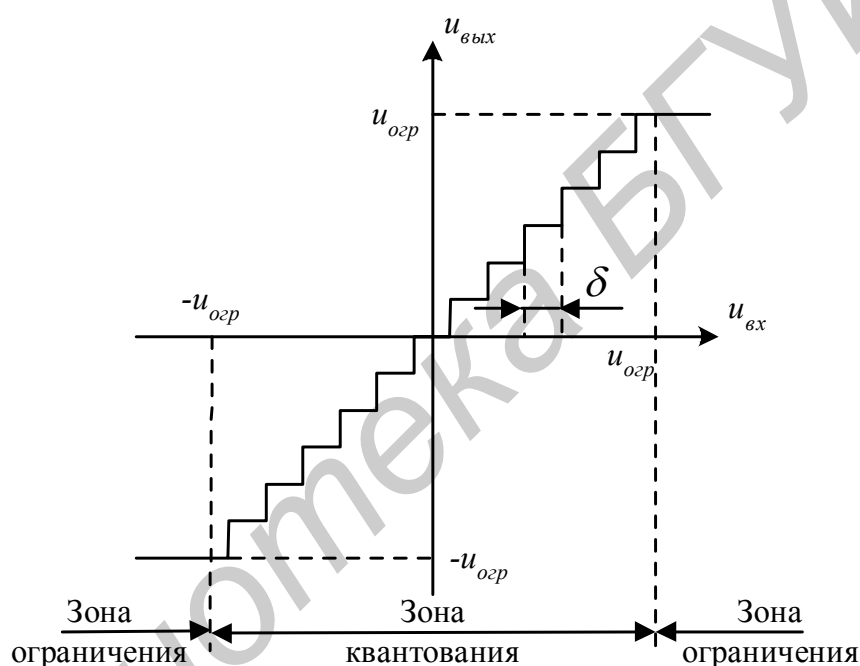 u_вых
u_огр
-u_огр
δ
u_вх
u_огр
-u_огр
Зона
ограничения
Зона
квантования
Зона
ограничения